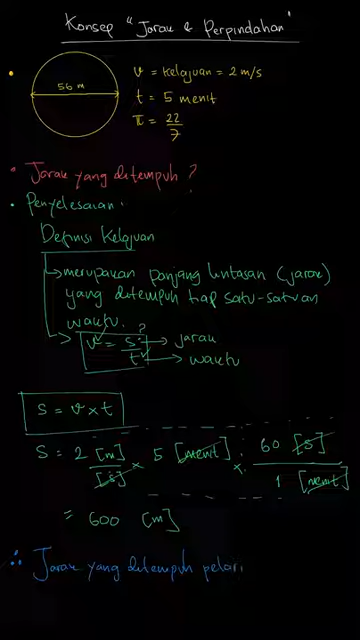 Konsep "Jarak & Perpindahan"
56 m
v = kelajuan = 2 m/s
t = 5 menit
π = 22/7
• Jarak yang ditempuh ?
• Penyelesaian :
Definisi Kelajuan
→ merupakan panjang lintasan (jarak)
yang ditempuh tiap satu-satuan
waktu.
?
→ v = s/t → jarak
→ waktu
s = v × t
S = 2 [m]/[s] × 5 [menit] × 60 [s]/1 [menit]
= 600 [m]
∴ Jarak yang ditempuh pelari